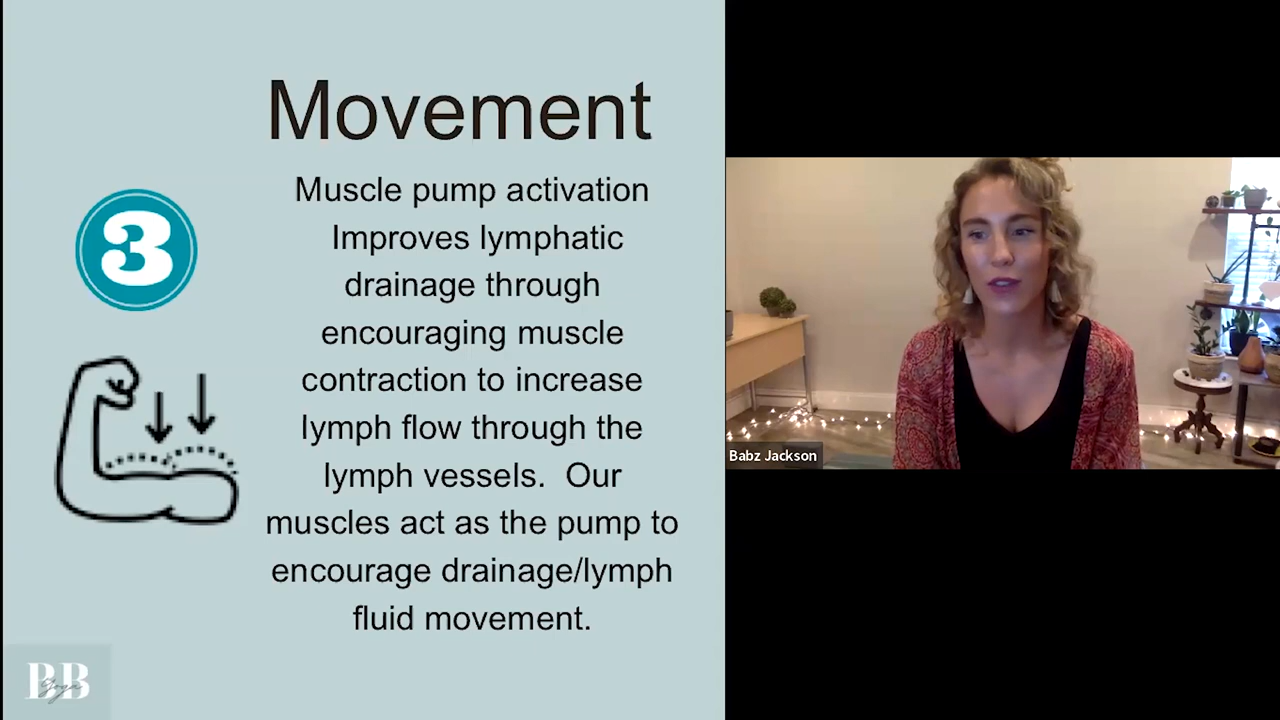 Movement
3
Muscle pump activation
Improves lymphatic
drainage through
encouraging muscle
contraction to increase
lymph flow through the
lymph vessels.  Our
muscles act as the pump to
encourage drainage/lymph
fluid movement.
BB
Yoga
Babz Jackson